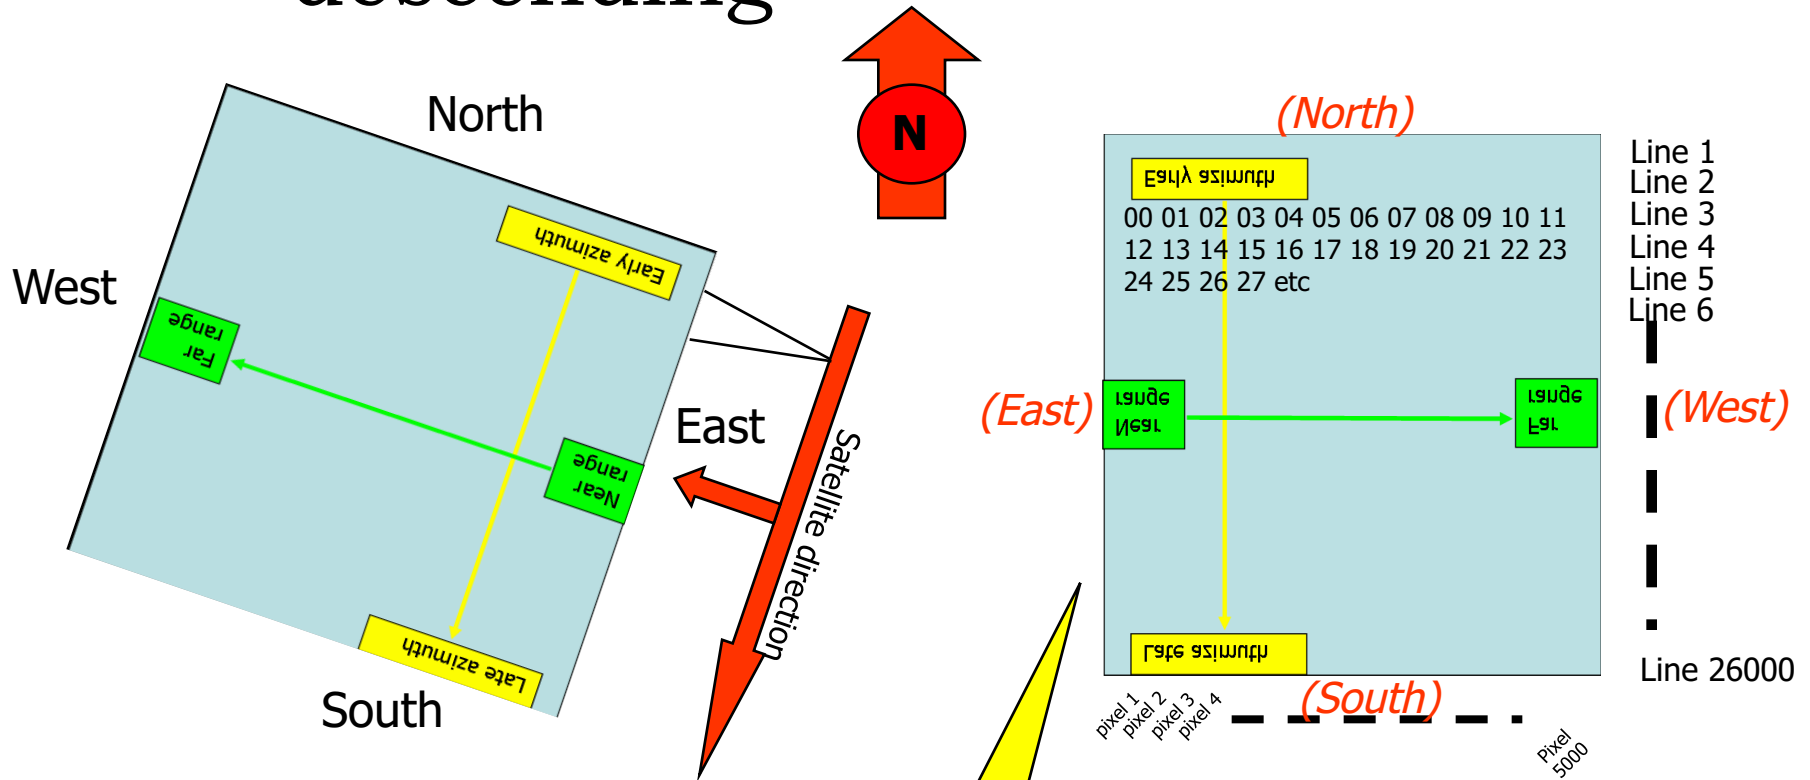 descending
North
N
West
Early azimuth
Far
range
East
Near
range
Satellite direction
Late azimuth
South
(North)
Early azimuth
00 01 02 03 04 05 06 07 08 09 10 11
12 13 14 15 16 17 18 19 20 21 22 23
24 25 26 27 etc
Line 1
Line 2
Line 3
Line 4
Line 5
Line 6
(East)
Near
range
Far
range
(West)
Late azimuth
Line 26000
(South)
pixel 1
pixel 2
pixel 3
pixel 4
Pixel
5000